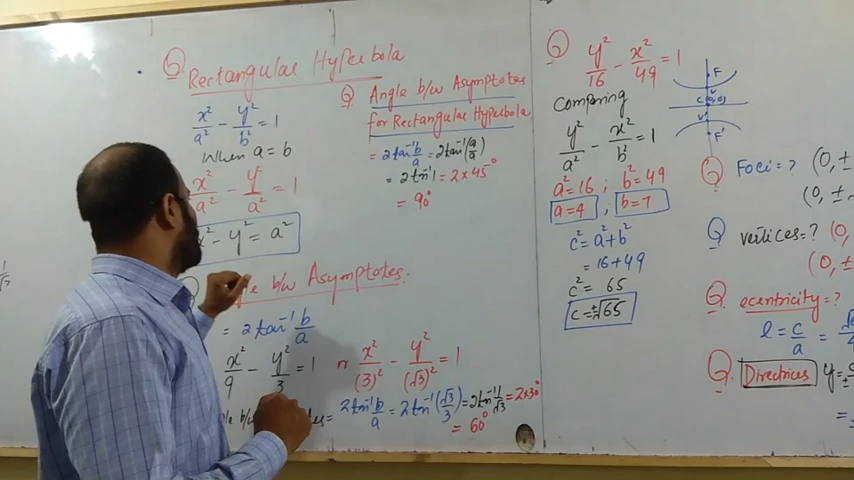 Q Rectangular Hyperbola
x²/a² - y²/b² = 1
When a = b
x²/a² - y²/a² = 1
x² - y² = a²
Q Angle b/w Asymptotes
for Rectangular Hyperbola
= 2tan⁻¹ b/a = 2tan⁻¹(a/a)
= 2tan⁻¹1 = 2×45°
= 90°
b/w Asymptotes.
= 2 tan⁻¹ b/a
x²/9 - y²/3 = 1 or x²/(3)² - y²/(√3)² = 1
b/w = 2tan⁻¹ b/a = 2tan⁻¹(√3/3) = 2tan⁻¹ 1/√3 = 2×30°
= 60°
Q y²/16 - x²/49 = 1
Comparing
y²/a² - x²/b² = 1
a² = 16 ; b² = 49
a = 4 ; b = 7
c² = a² + b²
= 16 + 49
c² = 65
c = ±√65
F
V
C(0,0)
V'
F'
Q Foci = ? (0, ±
(0, ±
Q vertices = ? (0,
(0, ±
Q eccentricity = ?
e = c/a =
Q Directrices y = ±
= ±
1/√3